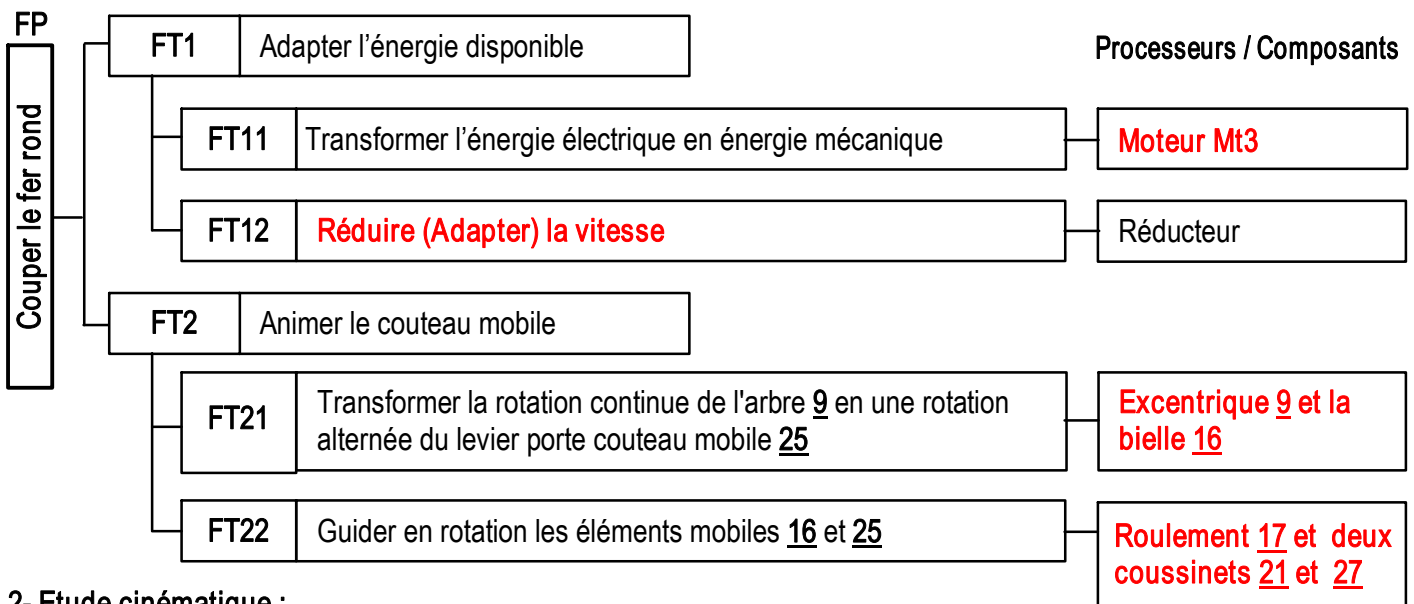 FP
Couper le fer rond
FT1 Adapter l’énergie disponible
Processeurs / Composants
FT11 Transformer l’énergie électrique en énergie mécanique Moteur Mt3
FT12 Réduire (Adapter) la vitesse Réducteur
FT2 Animer le couteau mobile
FT21 Transformer la rotation continue de l'arbre 9 en une rotation
alternée du levier porte couteau mobile 25
Excentrique 9 et la
bielle 16
FT22 Guider en rotation les éléments mobiles 16 et 25
Roulement 17 et deux
coussinets 21 et 27
2- Etude cinématique :